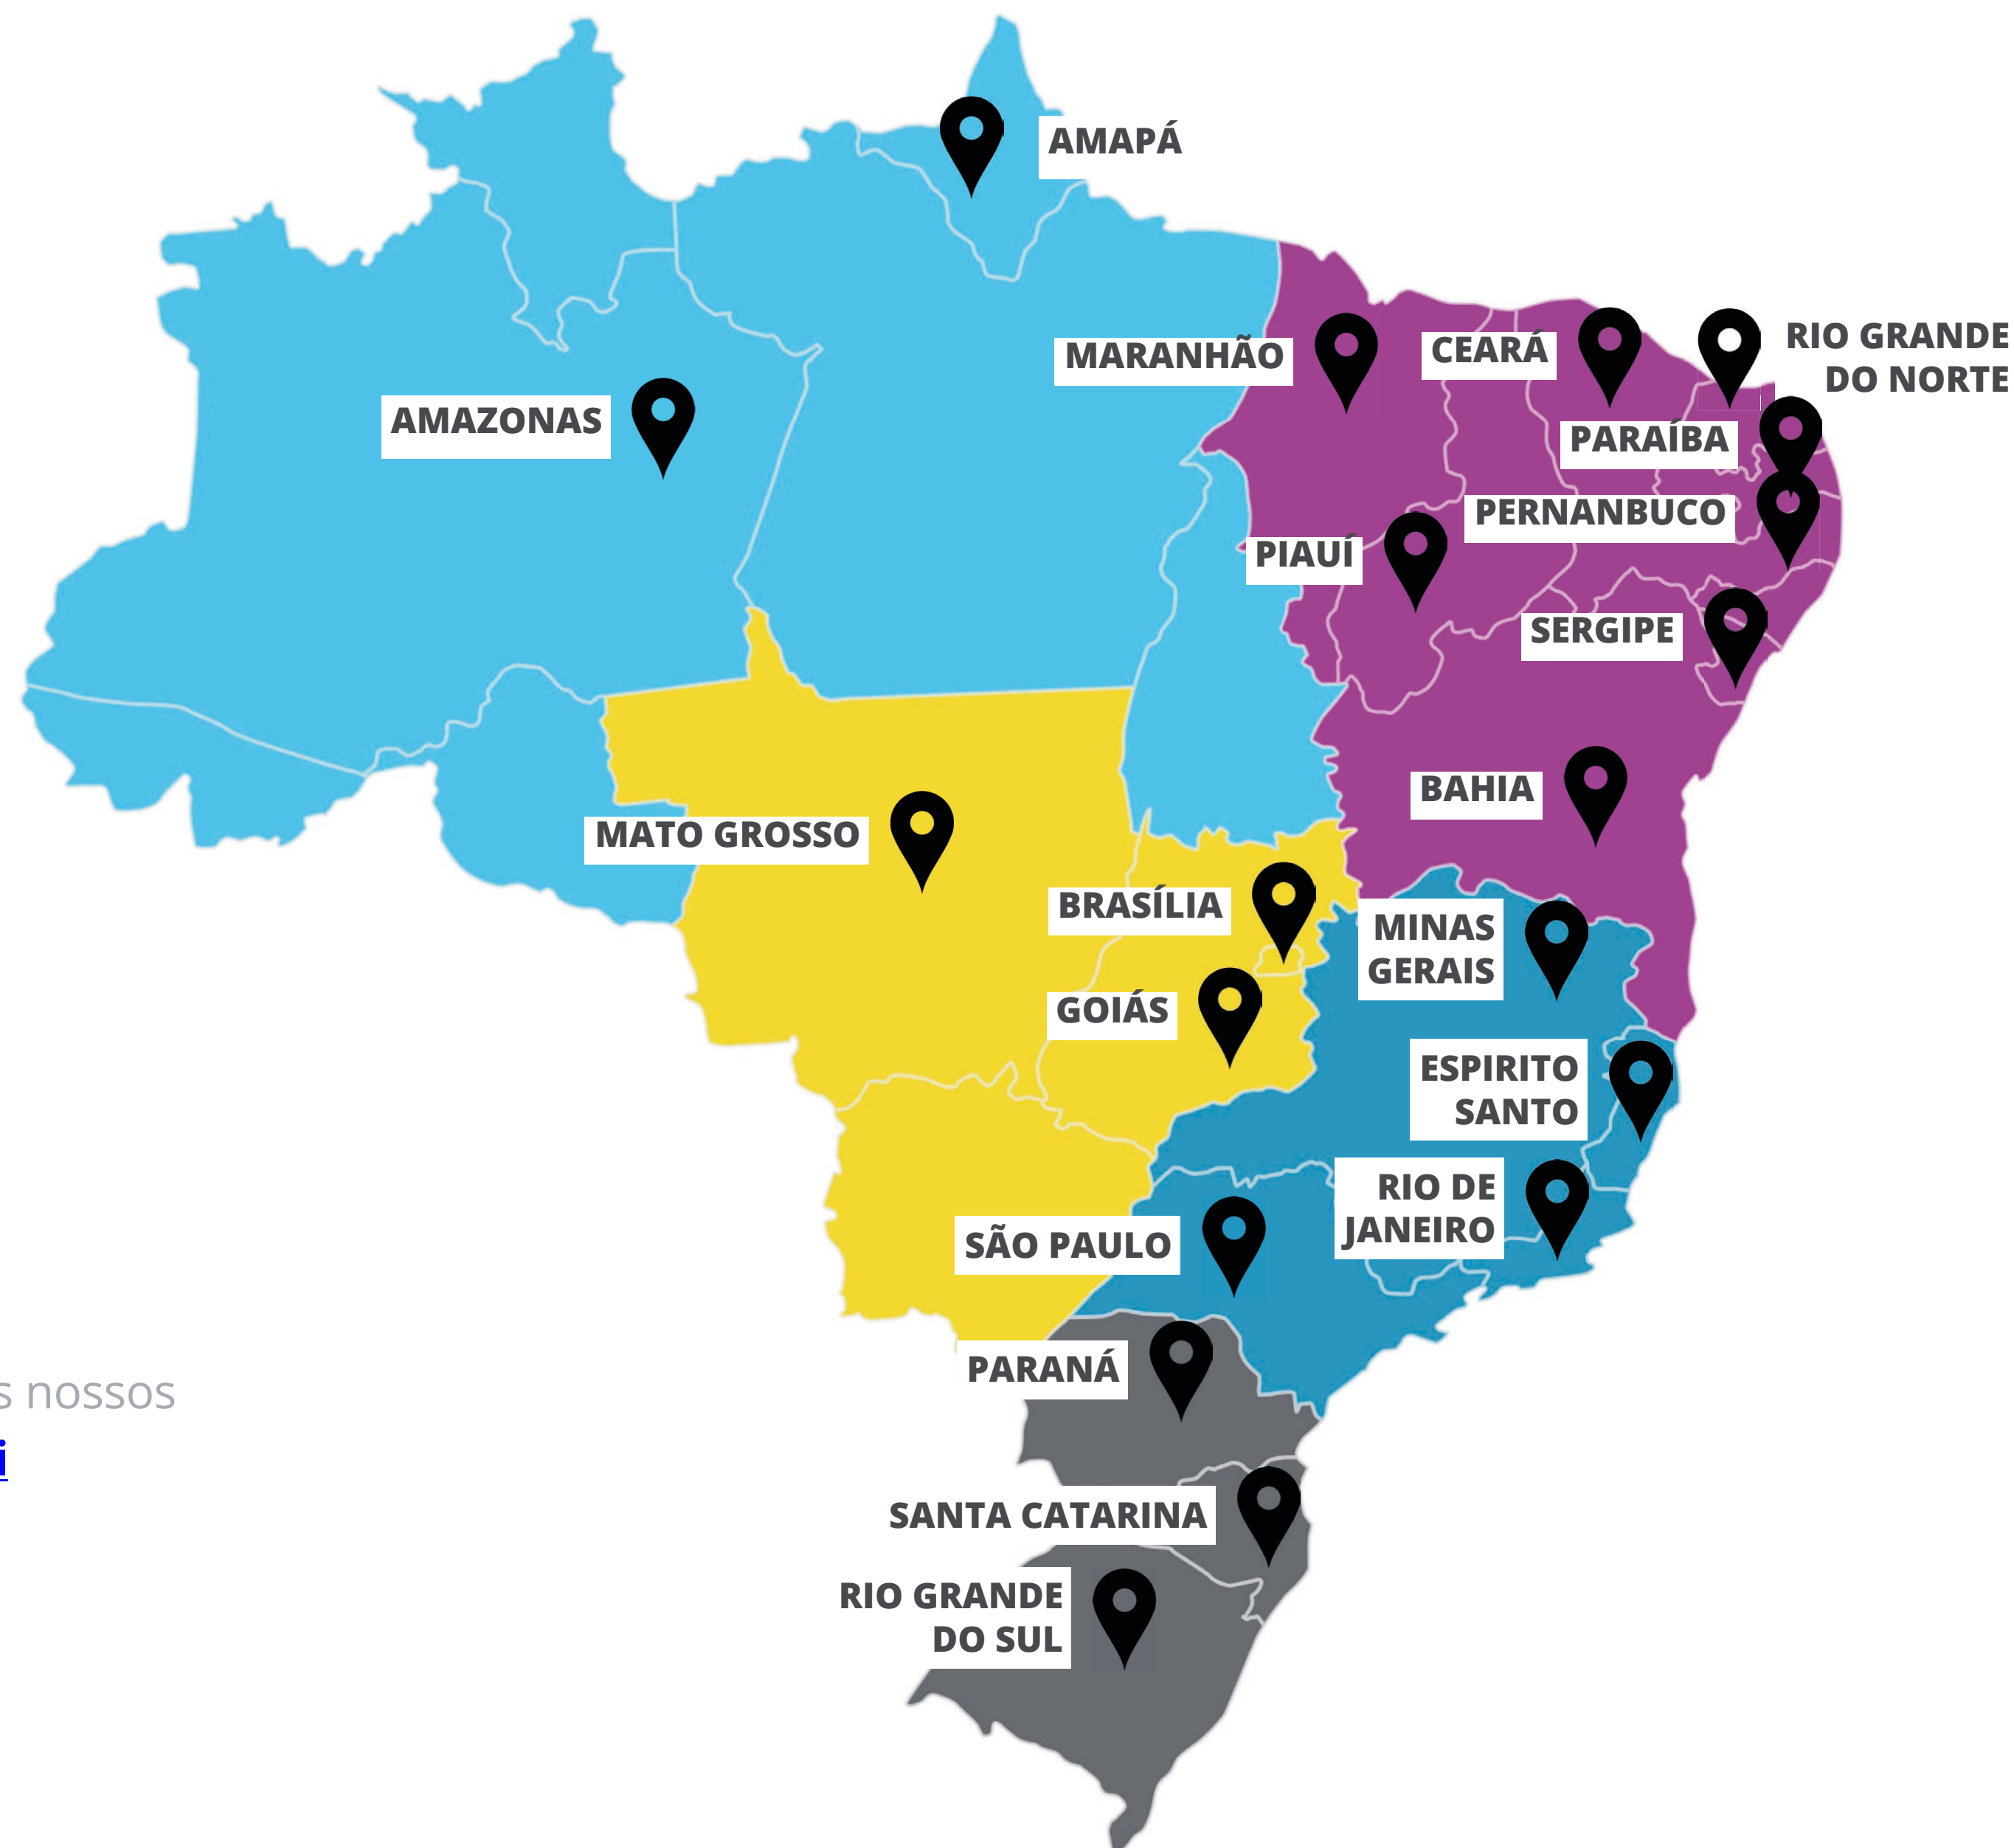 AMAPÁ
RIO GRANDE
DO NORTE
MARANHÃO
CEARÁ
AMAZONAS
PARAÍBA
PERNANBUCO
PIAUÍ
SERGIPE
BAHIA
MATO GROSSO
BRASÍLIA
MINAS
GERAIS
GOIÁS
ESPIRITO
SANTO
RIO DE
JANEIRO
SÃO PAULO
PARANÁ
s nossos
i
SANTA CATARINA
RIO GRANDE
DO SUL